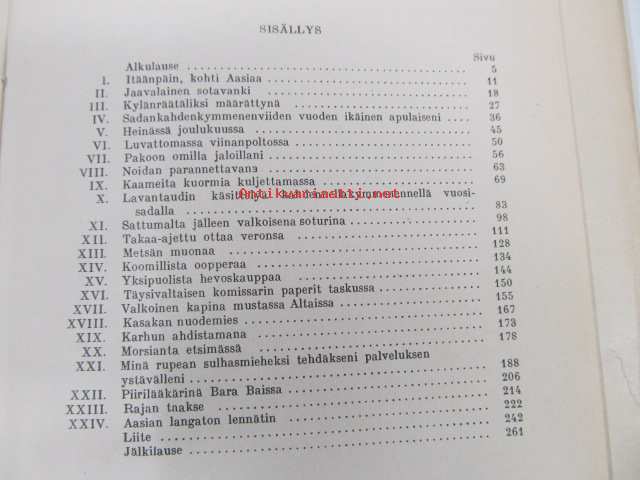 SISÄLLYS
Sivu
Alkulause 5
I. Itäänpäin, kohti Aasiaa 11
II. Jaavalainen sotavanki 18
III. Kylänräätäliksi määrättynä 27
IV. Sadankahdenkymmenenviiden vuoden ikäinen apulaiseni 36
V. Heinässä joulukuussa 45
VI. Luvattomassa viinanpoltossa 50
VII. Pakoon omilla jaloillani 56
VIII. Noidan parannettavana 63
IX. Kaameita kuormia kuljettamassa 69
X. Lavantaudin käsittelyä vuosi-
sadalla 83
XI. Sattumalta jälleen valkoisena soturina 98
XII. Takaa-ajettu ottaa veronsa 111
XIII. Metsän muonaa 128
XIV. Koomillista oopperaa 134
XV. Yksipuolista hevoskauppaa 144
XVI. Täysivaltaisen komissarin paperit taskussa 150
XVII. Valkoinen kapina mustassa Altaissa 155
XVIII. Kasakan nuodemies 167
XIX. Karhun ahdistamana 173
XX. Morsianta etsimässä 178
XXI. Minä rupean sulhasmieheksi tehdäkseni palveluksen
ystävälleni 188
XXII. Piirilääkärinä Bara Baissa 206
XXIII. Rajan taakse 214
XXIV. Aasian langaton lennätin 222
Liite 242
Jälkilause 261